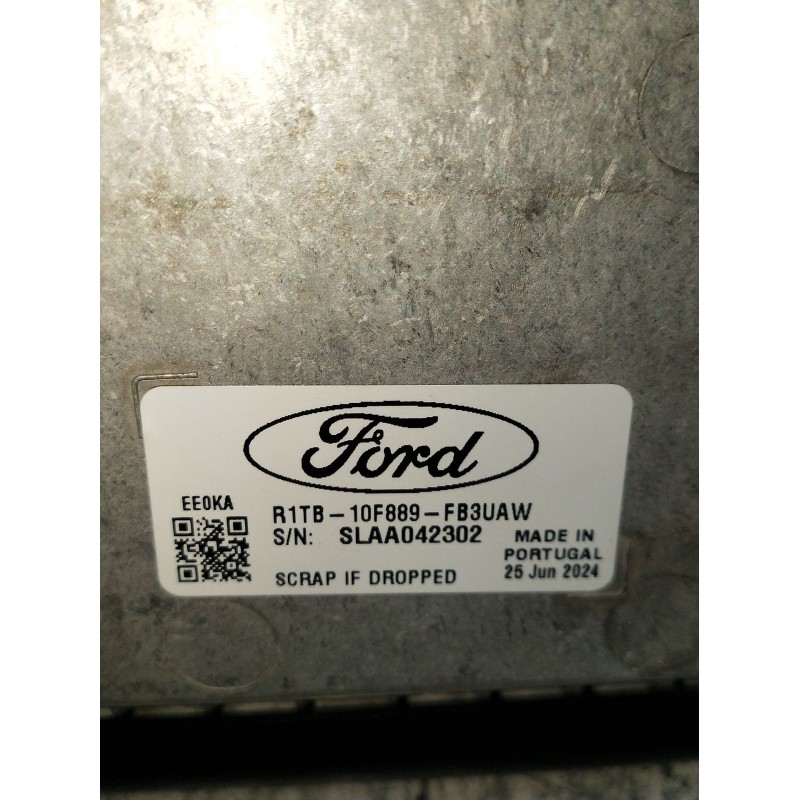 Ford
EE0KA
R1TB-10F889-FB3UAW
S/N: SLAA042302
MADE IN
PORTUGAL
SCRAP IF DROPPED
25 Jun 2024